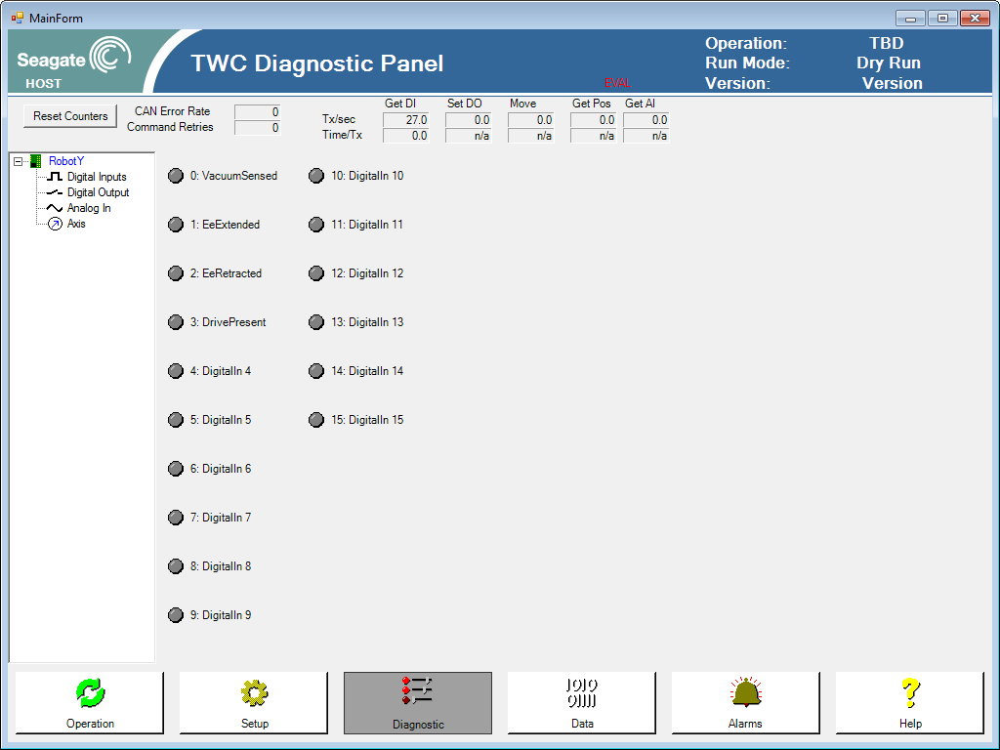 MainForm
Seagate
HOST
TWC Diagnostic Panel
EVAL
Operation: TBD
Run Mode: Dry Run
Version: Version
Reset Counters
CAN Error Rate 0
Command Retries 0
Get DI Set DO Move Get Pos Get AI
Tx/sec 27.0 0.0 0.0 0.0 0.0
Time/Tx 0.0 n/a n/a n/a n/a
RobotY
Digital Inputs
Digital Output
Analog In
Axis
0: VacuumSensed
1: EeExtended
2: EeRetracted
3: DrivePresent
4: DigitalIn 4
5: DigitalIn 5
6: DigitalIn 6
7: DigitalIn 7
8: DigitalIn 8
9: DigitalIn 9
10: DigitalIn 10
11: DigitalIn 11
12: DigitalIn 12
13: DigitalIn 13
14: DigitalIn 14
15: DigitalIn 15
Operation
Setup
Diagnostic
1010
0111
Data
Alarms
?
Help